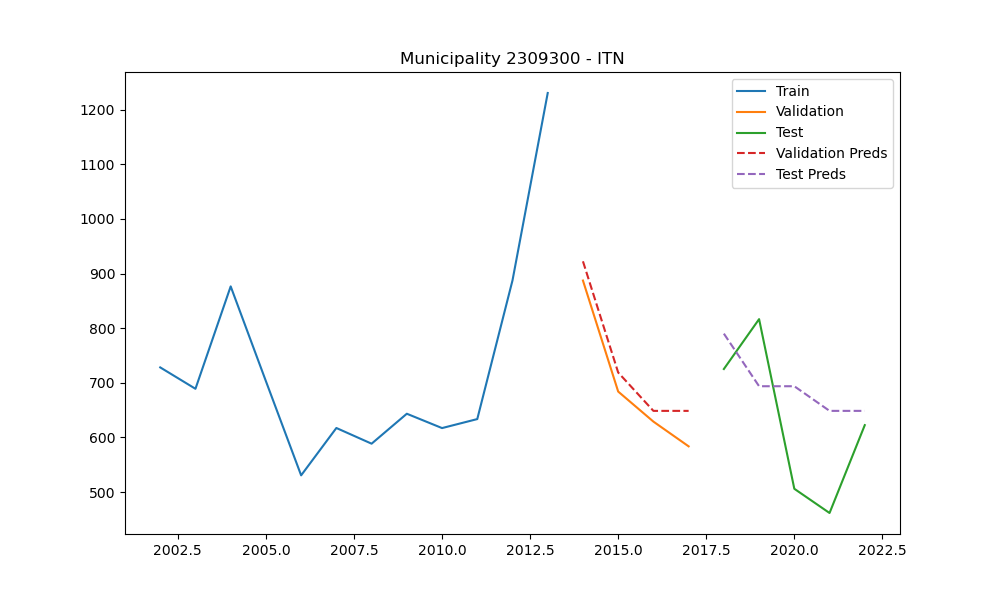 Municipality 2309300 - ITN
Train
Validation
Test
Validation Preds
Test Preds
1200
1100
1000
900
800
700
600
500
2002.5 2005.0 2007.5 2010.0 2012.5 2015.0 2017.5 2020.0 2022.5